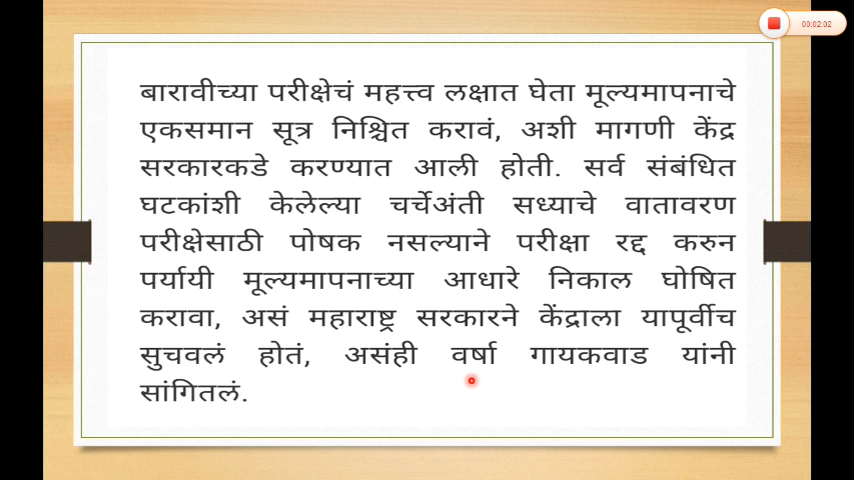 00:02:02
बारावीच्या परीक्षेचं महत्त्व लक्षात घेता मूल्यमापनाचे
एकसमान सूत्र निश्चित करावं, अशी मागणी केंद्र
सरकारकडे करण्यात आली होती. सर्व संबंधित
घटकांशी केलेल्या चर्चेअंती सध्याचे वातावरण
परीक्षेसाठी पोषक नसल्याने परीक्षा रद्द करुन
पर्यायी मूल्यमापनाच्या आधारे निकाल घोषित
करावा, असं महाराष्ट्र सरकारने केंद्राला यापूर्वीच
सुचवलं होतं, असंही वर्षा गायकवाड यांनी
सांगितलं.